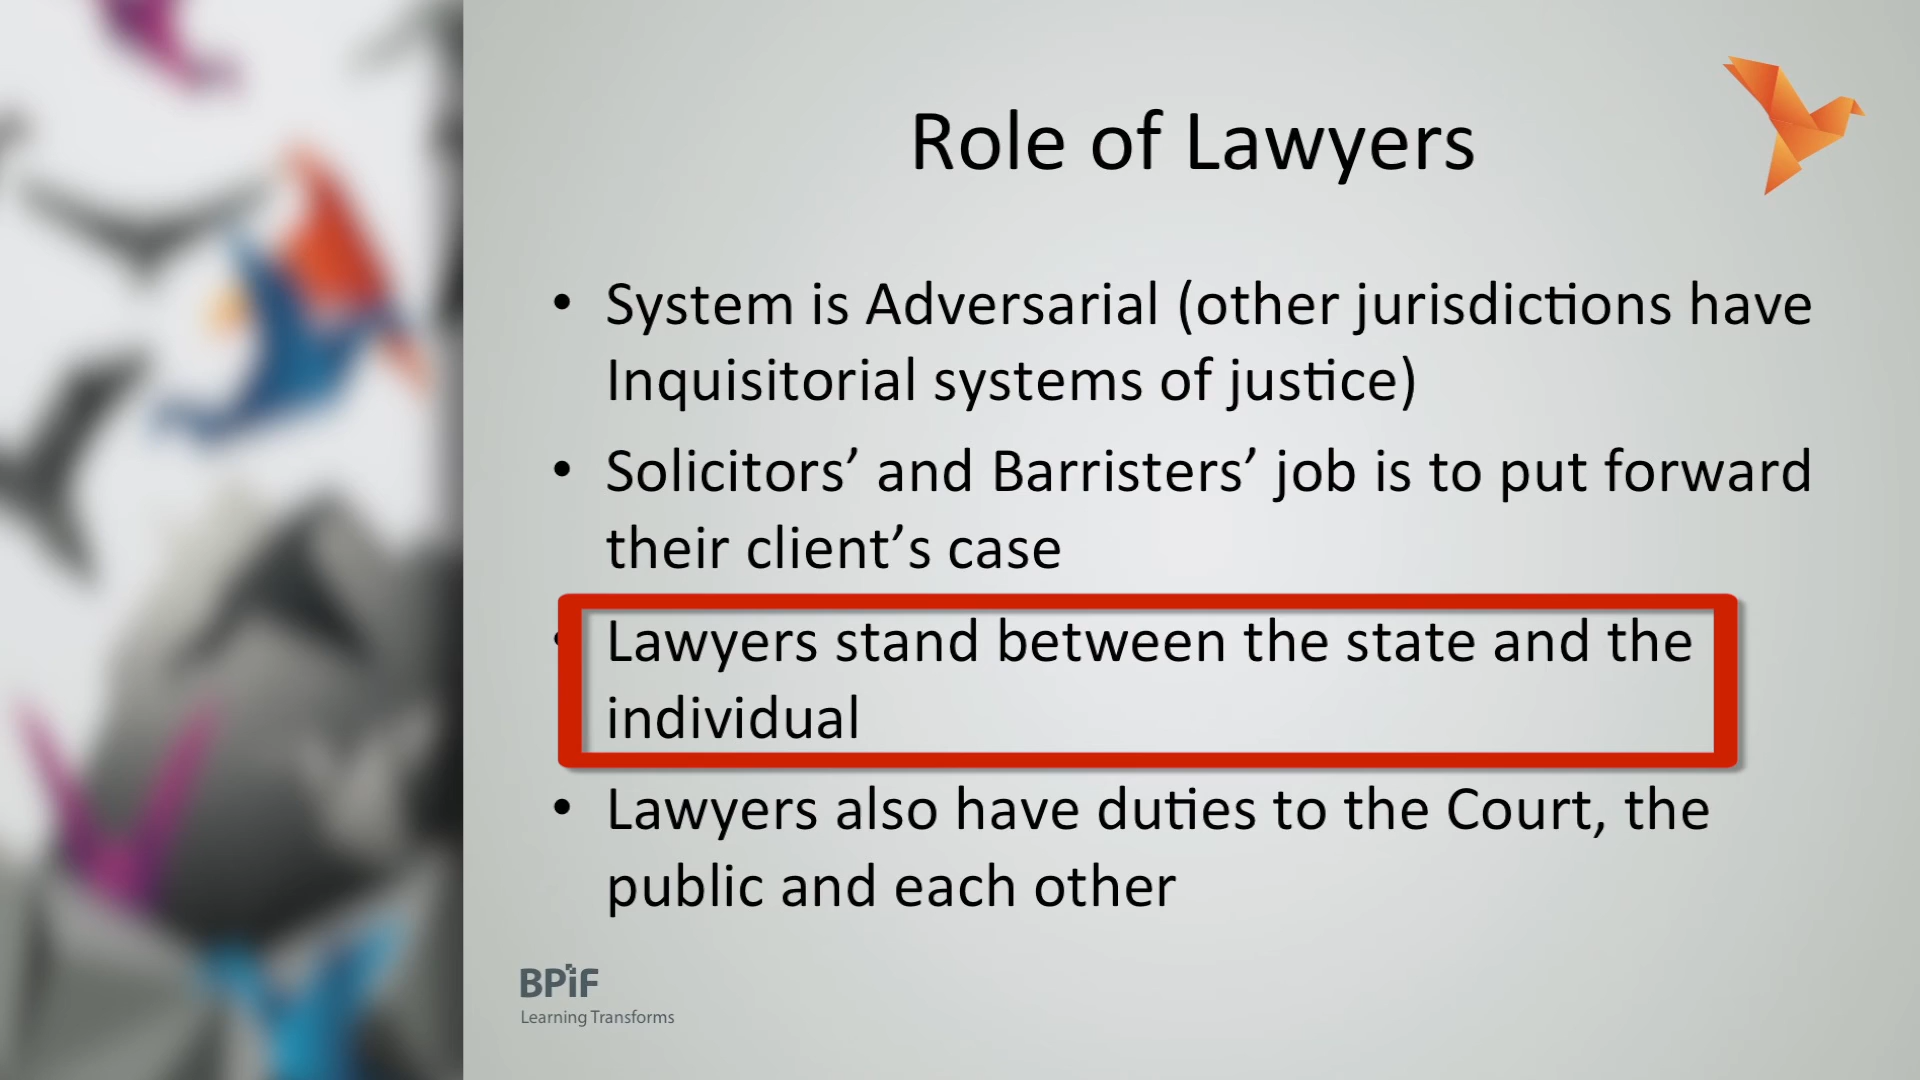 Role of Lawyers
• System is Adversarial (other jurisdictions have
Inquisitorial systems of justice)
• Solicitors’ and Barristers’ job is to put forward
their client’s case
• Lawyers stand between the state and the
individual
• Lawyers also have duties to the Court, the
public and each other
BPiF
Learning Transforms